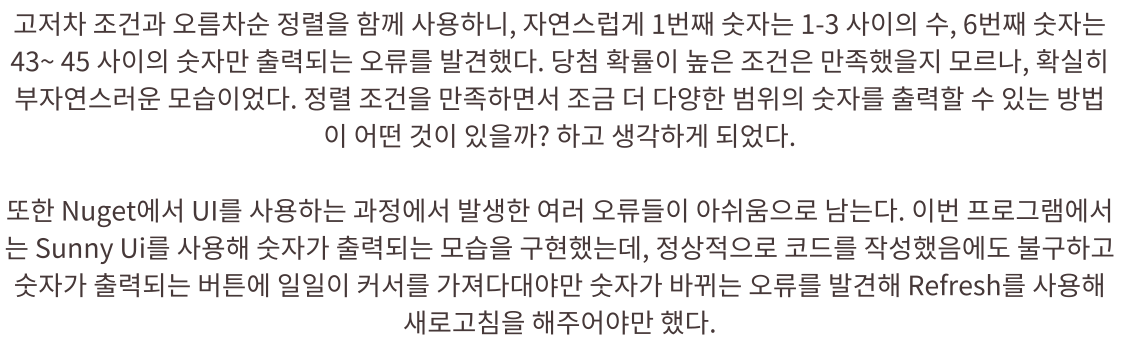 고저차 조건과 오름차순 정렬을 함께 사용하니, 자연스럽게 1번째 숫자는 1-3 사이의 수, 6번째 숫자는
43~ 45 사이의 숫자만 출력되는 오류를 발견했다. 당첨 확률이 높은 조건은 만족했을지 모르나, 확실히
부자연스러운 모습이었다. 정렬 조건을 만족하면서 조금 더 다양한 범위의 숫자를 출력할 수 있는 방법
이 어떤 것이 있을까? 하고 생각하게 되었다.
또한 Nuget에서 UI를 사용하는 과정에서 발생한 여러 오류들이 아쉬움으로 남는다. 이번 프로그램에서
는 Sunny Ui를 사용해 숫자가 출력되는 모습을 구현했는데, 정상적으로 코드를 작성했음에도 불구하고
숫자가 출력되는 버튼에 일일이 커서를 가져다대야만 숫자가 바뀌는 오류를 발견해 Refresh를 사용해
새로고침을 해주어야만 했다.